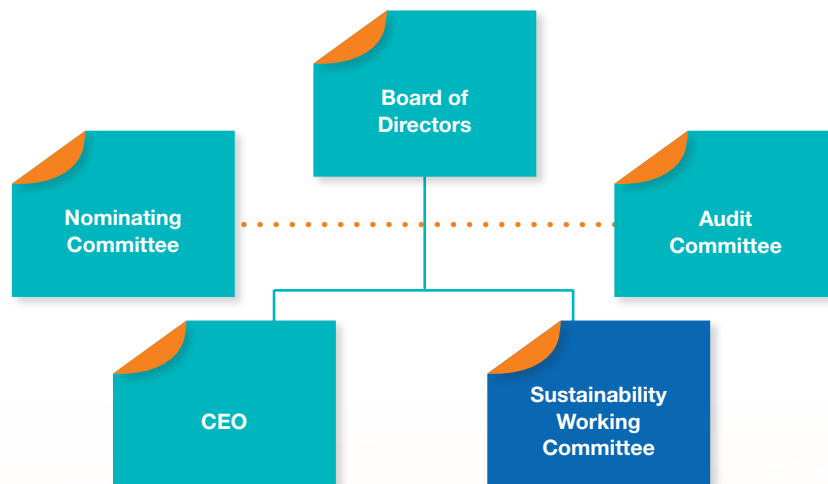 Board of
Directors
Nominating
Committee
Audit
Committee
CEO
Sustainability
Working
Committee